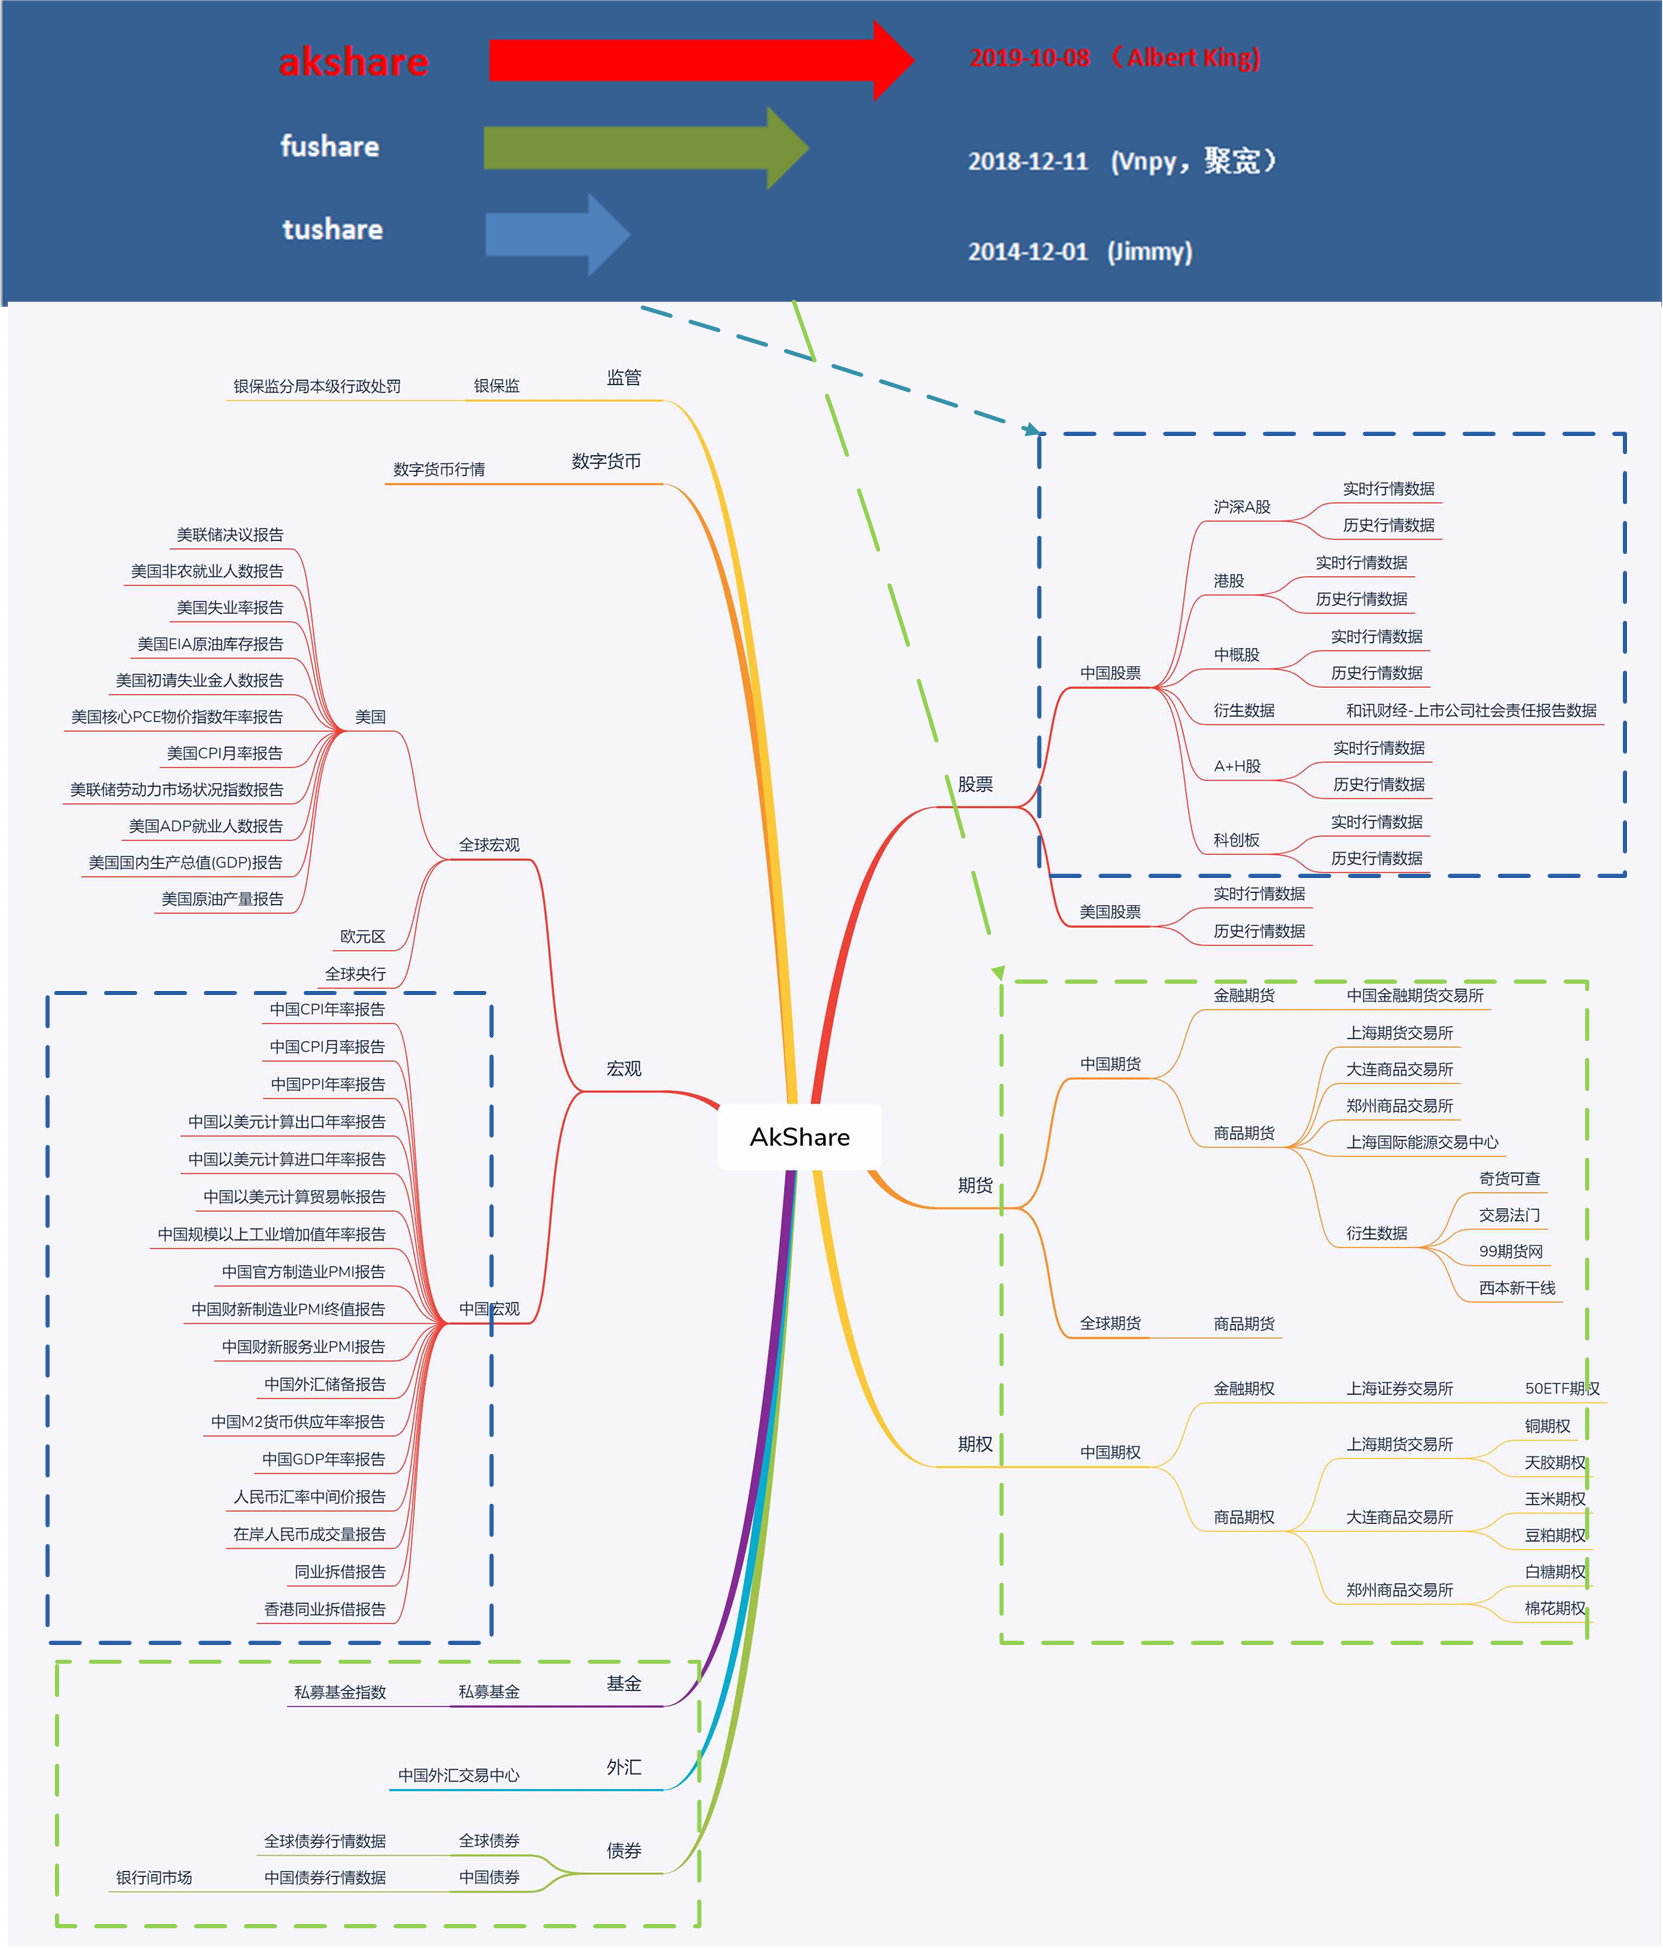 akshare
2019-10-08 （Albert King)
fushare
2018-12-11 (Vnpy，聚宽）
tushare
2014-12-01 (Jimmy)
监管
银保监
银保监分局本级行政处罚
数字货币
数字货币行情
宏观
全球宏观
美国
美联储决议报告
美国非农就业人数报告
美国失业率报告
美国EIA原油库存报告
美国初请失业金人数报告
美国核心PCE物价指数年率报告
美国CPI月率报告
美联储劳动力市场状况指数报告
美国ADP就业人数报告
美国国内生产总值(GDP)报告
美国原油产量报告
欧元区
全球央行
中国宏观
中国CPI年率报告
中国CPI月率报告
中国PPI年率报告
中国以美元计算出口年率报告
中国以美元计算进口年率报告
中国以美元计算贸易帐报告
中国规模以上工业增加值年率报告
中国官方制造业PMI报告
中国财新制造业PMI终值报告
中国财新服务业PMI报告
中国外汇储备报告
中国M2货币供应年率报告
中国GDP年率报告
人民币汇率中间价报告
在岸人民币成交量报告
同业拆借报告
香港同业拆借报告
基金
私募基金
私募基金指数
外汇
中国外汇交易中心
债券
全球债券
全球债券行情数据
中国债券
中国债券行情数据
银行间市场
AkShare
股票
中国股票
沪深A股
实时行情数据
历史行情数据
港股
实时行情数据
历史行情数据
中概股
实时行情数据
历史行情数据
衍生数据
和讯财经-上市公司社会责任报告数据
A+H股
实时行情数据
历史行情数据
科创板
实时行情数据
历史行情数据
美国股票
实时行情数据
历史行情数据
期货
中国期货
金融期货
中国金融期货交易所
商品期货
上海期货交易所
大连商品交易所
郑州商品交易所
上海国际能源交易中心
衍生数据
奇货可查
交易法门
99期货网
西本新干线
全球期货
商品期货
期权
中国期权
金融期权
上海证券交易所
50ETF期权
商品期权
上海期货交易所
铜期权
天胶期权
大连商品交易所
玉米期权
豆粕期权
郑州商品交易所
白糖期权
棉花期权